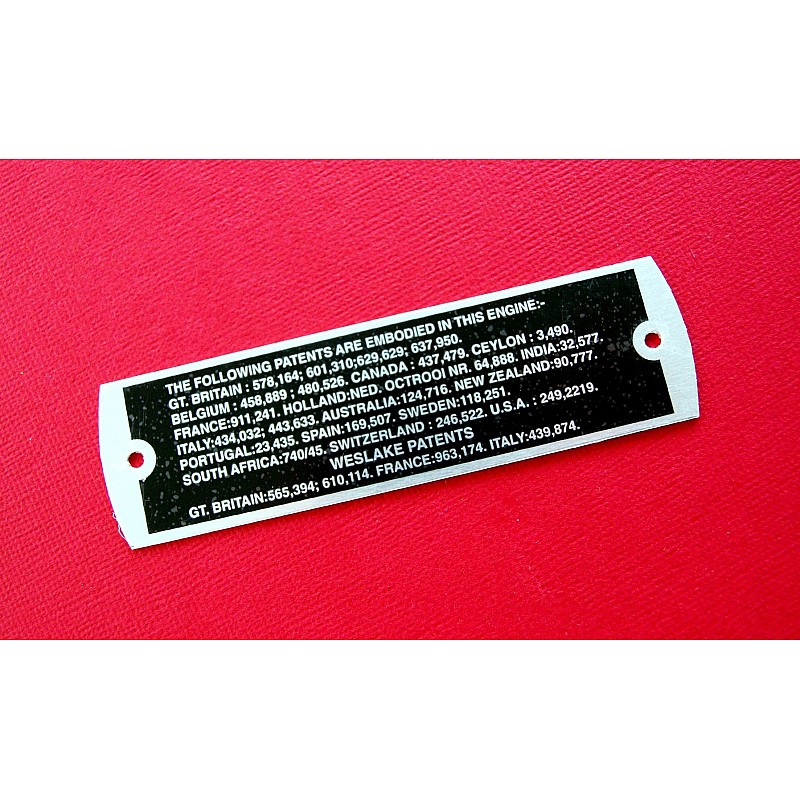 THE FOLLOWING PATENTS ARE EMBODIED IN THIS ENGINE:-
GT. BRITAIN : 578,164; 601,310;629,629; 637,950.
BELGIUM : 458,889 ; 480,526. CANADA : 437,479. CEYLON : 3,490.
FRANCE:911,241. HOLLAND:NED. OCTROOI NR. 64,888. INDIA:32,577.
ITALY:434,032; 443,633. AUSTRALIA:124,716. NEW ZEALAND:90,777.
PORTUGAL:23,435. SPAIN:169,507. SWEDEN:118,251.
SOUTH AFRICA:740/45. SWITZERLAND : 246,522. U.S.A. : 249,2219.
WESLAKE PATENTS
GT. BRITAIN:565,394; 610,114. FRANCE:963,174. ITALY:439,874.